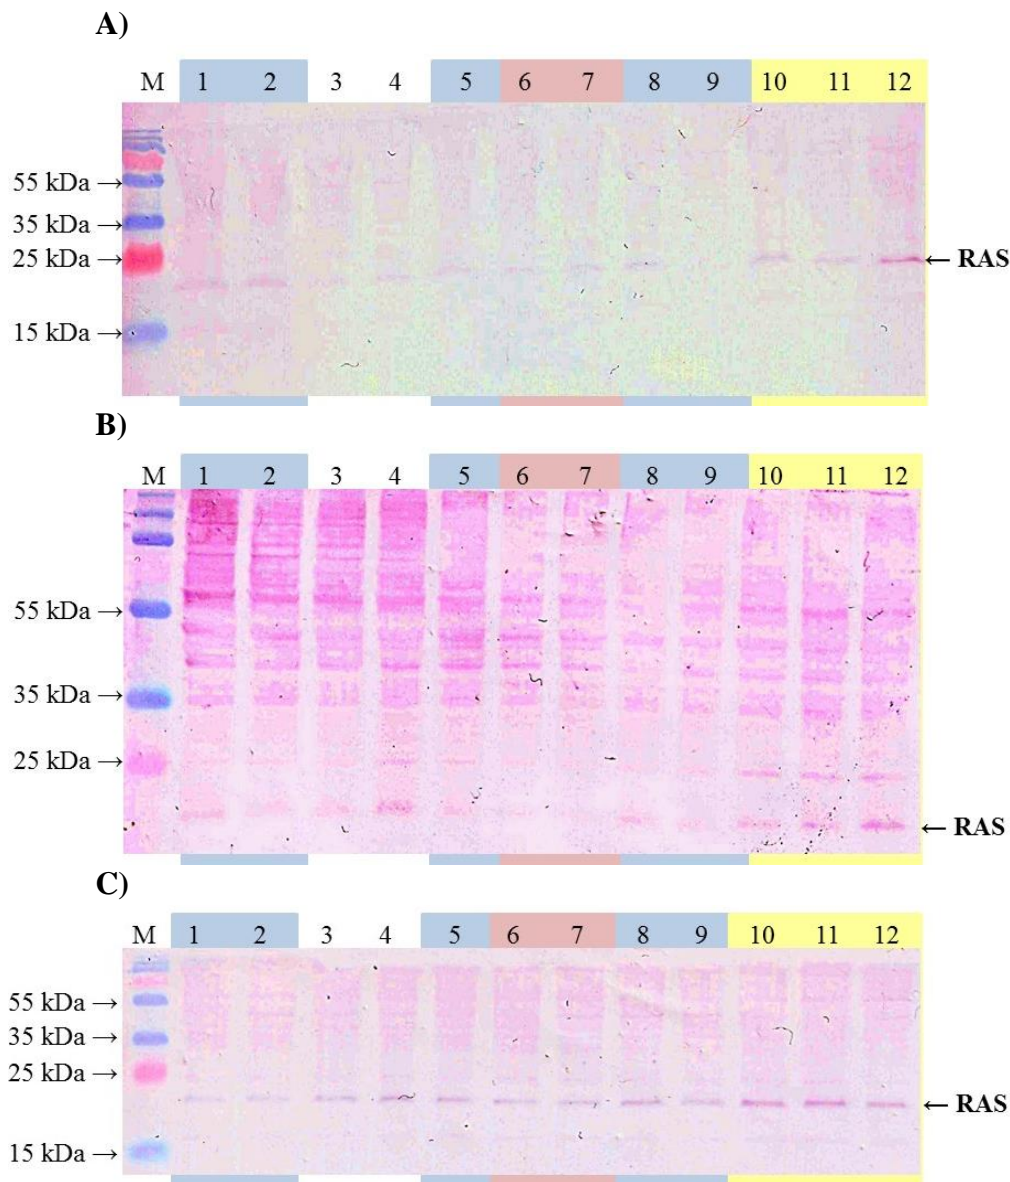 A)
M 1 2 3 4 5 6 7 8 9 10 11 12
55 kDa →
35 kDa →
25 kDa → ← RAS
15 kDa →
B)
M 1 2 3 4 5 6 7 8 9 10 11 12
55 kDa →
35 kDa →
25 kDa →
← RAS
C)
M 1 2 3 4 5 6 7 8 9 10 11 12
55 kDa →
35 kDa →
25 kDa →
← RAS
15 kDa →